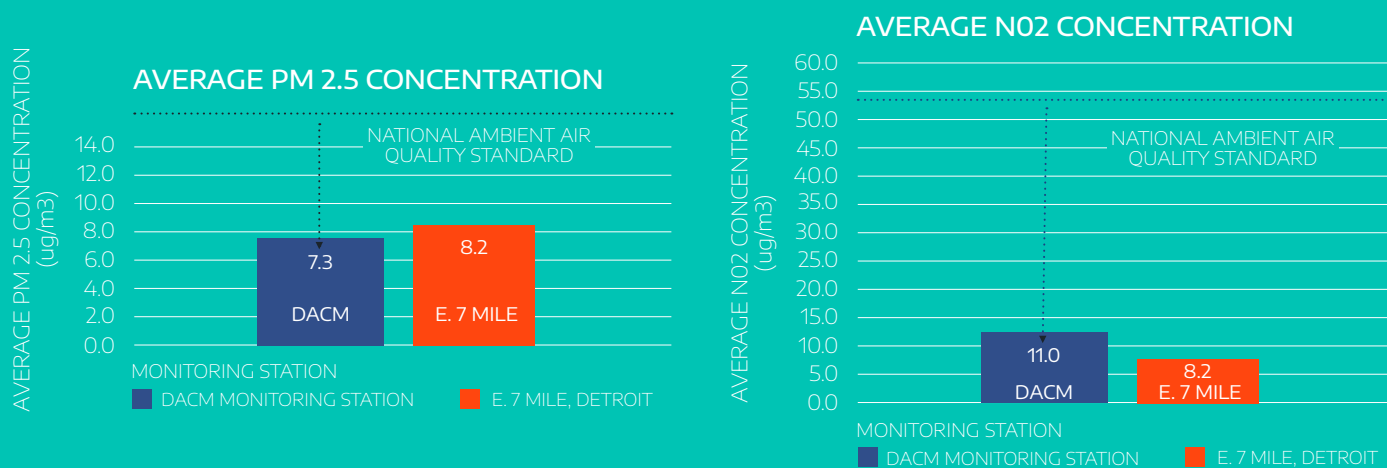 AVERAGE PM 2.5 CONCENTRATION
AVERAGE PM 2.5 CONCENTRATION
(ug/m3)
14.0
12.0
10.0
8.0
6.0
4.0
2.0
0.0
NATIONAL AMBIENT AIR
QUALITY STANDARD
7.3
DACM
8.2
E. 7 MILE
MONITORING STATION
DACM MONITORING STATION
E. 7 MILE, DETROIT
AVERAGE N02 CONCENTRATION
AVERAGE N02 CONCENTRATION
(ug/m3)
60.0
55.0
50.0
45.0
40.0
35.0
30.0
25.0
20.0
15.0
10.0
5.0
0.0
NATIONAL AMBIENT AIR
QUALITY STANDARD
11.0
DACM
8.2
E. 7 MILE
MONITORING STATION
DACM MONITORING STATION
E. 7 MILE, DETROIT